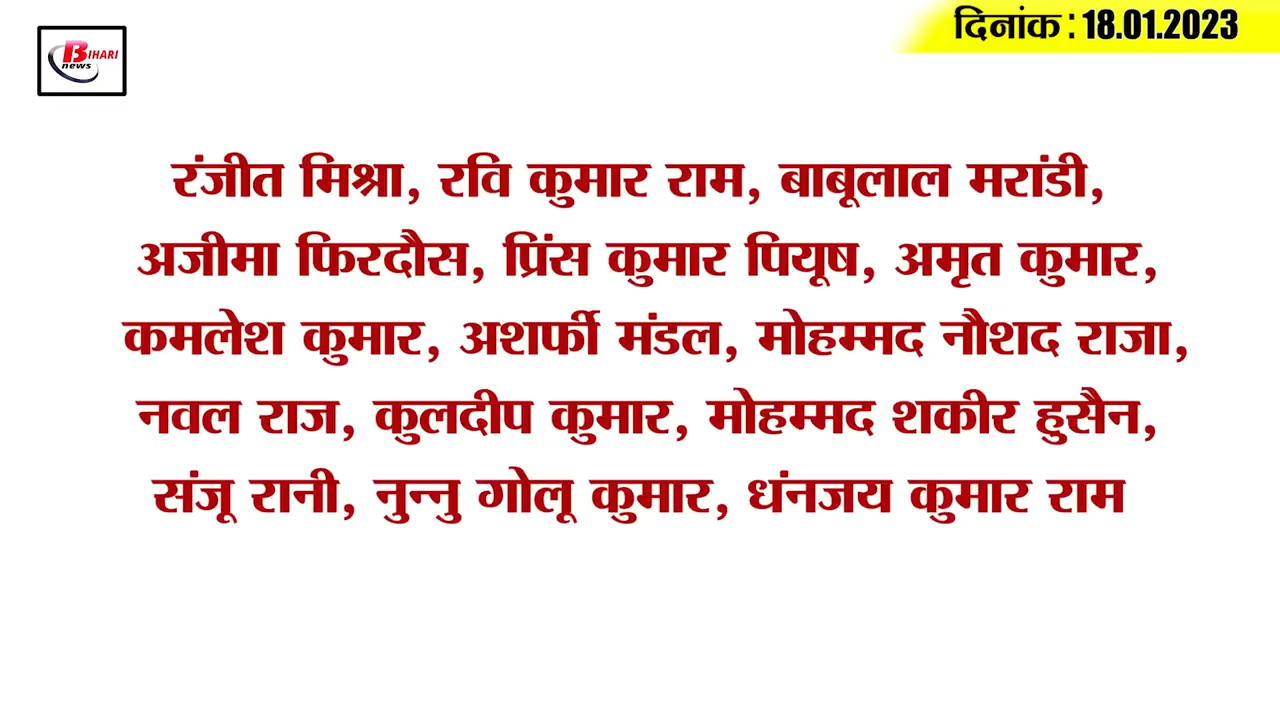 BIHARI
news
दिनांक : 18.01.2023
रंजीत मिश्रा, रवि कुमार राम, बाबूलाल मरांडी,
अजीमा फिरदौस, प्रिंस कुमार पियूष, अमृत कुमार,
कमलेश कुमार, अशर्फी मंडल, मोहम्मद नौशद राजा,
नवल राज, कुलदीप कुमार, मोहम्मद शकीर हुसैन,
संजू रानी, नुन्नु गोलू कुमार, धंनजय कुमार राम